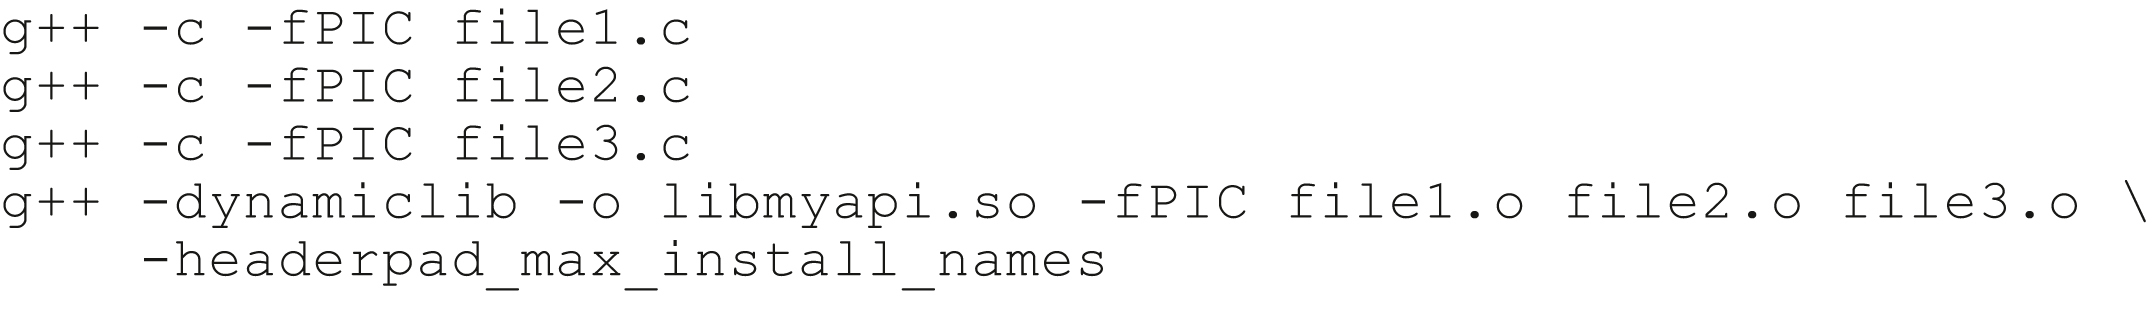 g++ -c -fPIC file1.c
g++ -c -fPIC file2.c
g++ -c -fPIC file3.c
g++ -dynamiclib -o libmyapi.so -fPIC file1.o file2.o file3.o \
    -headerpad_max_install_names